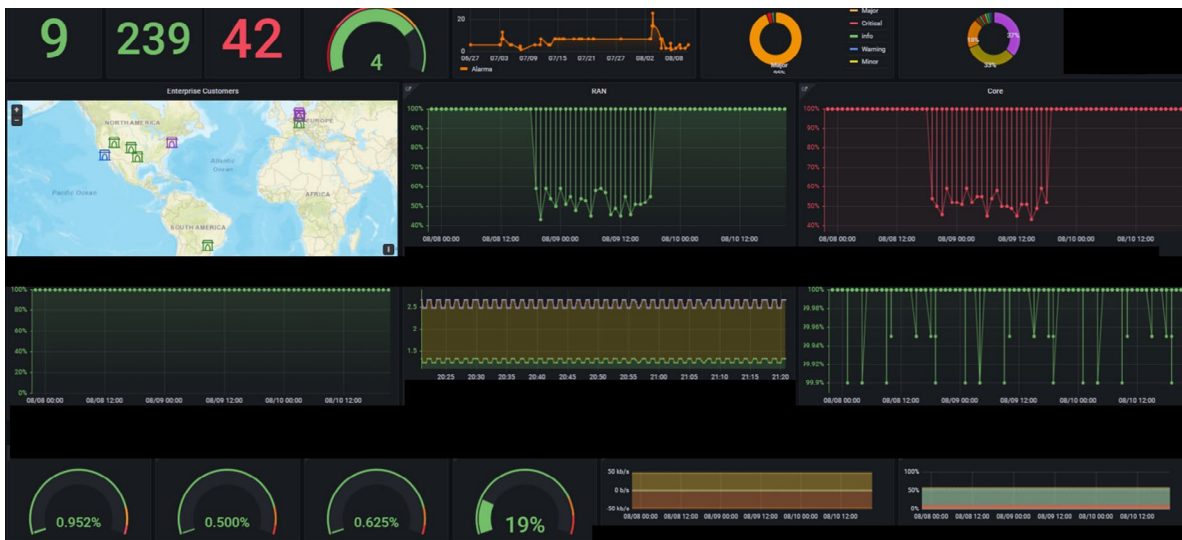 9
239
42
4
20
0
06/27 07/03 07/09 07/15 07/21 07/27 08/02 08/08
Alarms
Major
Major
Critical
info
Warning
Minor
37%
33%
Enterprise Customers
+
−
NORTH AMERICA
EUROPE
Atlantic
Ocean
Pacific Ocean
AFRICA
SOUTH AMERICA
i
RAN
100%
90%
80%
70%
60%
50%
40%
08/08 00:00 08/08 12:00 08/09 00:00 08/09 12:00 08/10 00:00 08/10 12:00
Core
100%
90%
80%
70%
60%
50%
40%
08/08 00:00 08/08 12:00 08/09 00:00 08/09 12:00 08/10 00:00 08/10 12:00
100%
80%
60%
40%
20%
0%
08/08 00:00 08/08 12:00 08/09 00:00 08/09 12:00 08/10 00:00 08/10 12:00
2.5
2
1.5
20:25 20:30 20:35 20:40 20:45 20:50 20:55 21:00 21:05 21:10 21:15 21:20
100%
99.98%
99.94%
99.92%
99.9%
08/08 00:00 08/08 12:00 08/09 00:00 08/09 12:00 08/10 00:00 08/10 12:00
0.952%
0.500%
0.625%
19%
50 kb/s
0 b/s
-50 kb/s
08/08 00:00 08/08 12:00 08/09 00:00 08/09 12:00 08/10 00:00 08/10 12:00
100%
50%
0%
08/08 00:00 08/08 12:00 08/09 00:00 08/09 12:00 08/10 00:00 08/10 12:00